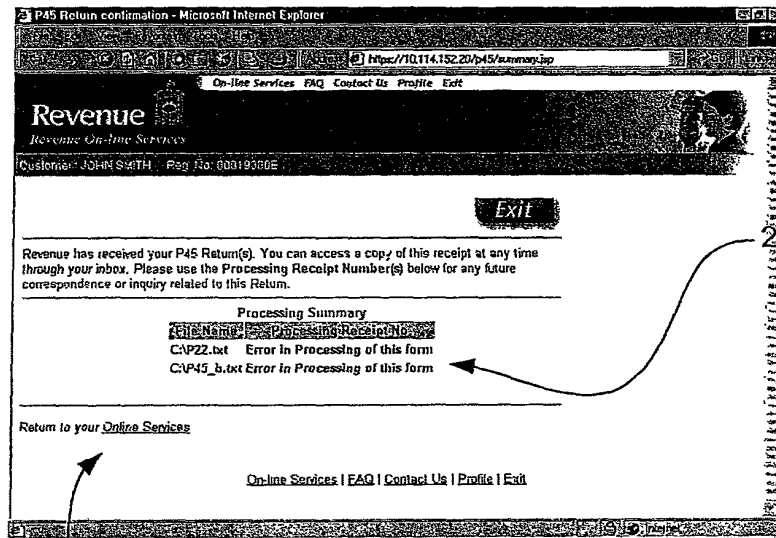 P45 Return confirmation - Microsoft Internet Explorer
https://10.114.152.20/p45/summary.jsp
On-line Services FAQ Contact Us Profile Exit
Revenue
Revenue On-line Services
Customer: JOHN SMITH Reg No:
Exit
Revenue has received your P45 Return(s). You can access a copy of this receipt at any time
through your inbox. Please use the Processing Receipt Number(s) below for any future
correspondence or inquiry related to this Return.
Processing Summary
File Name Processing Receipt No.
C:\P22.txt Error in Processing of this form
C:\P45_b.txt Error in Processing of this form
2
Return to your Online Services
On-line Services | FAQ | Contact Us | Profile | Exit
Internet